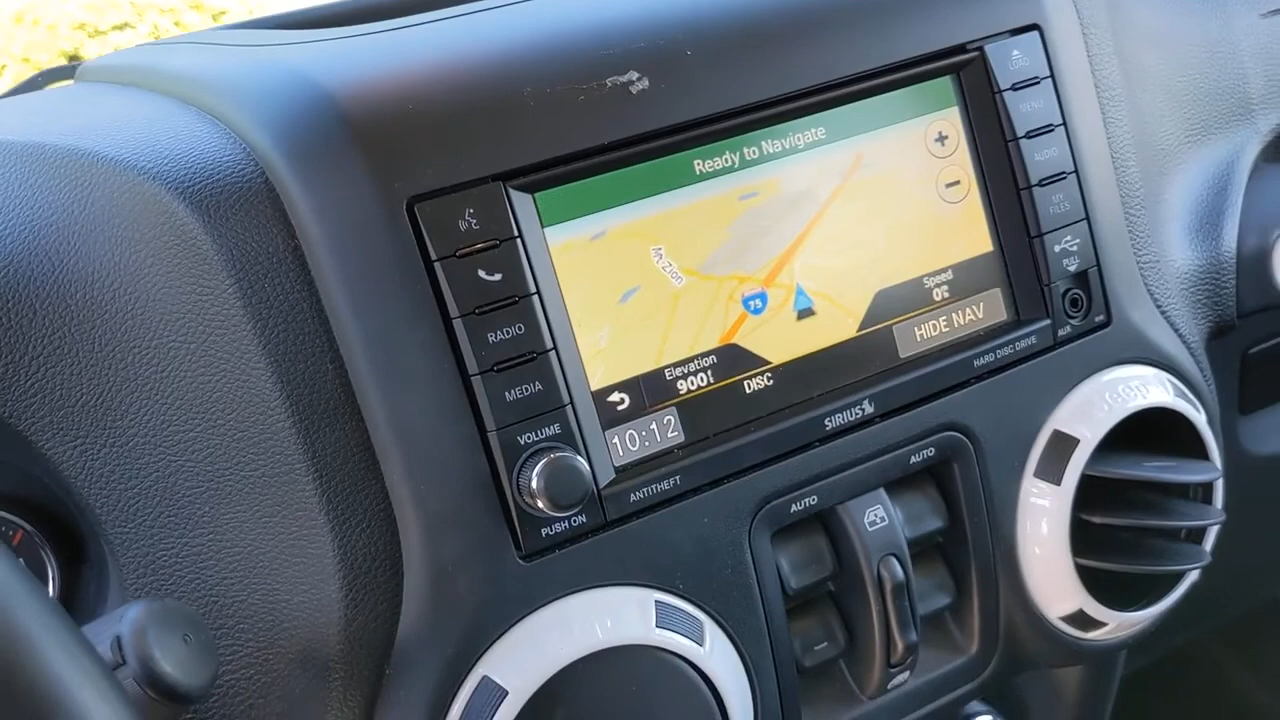 LOAD
MENU
AUDIO
MY
FILES
PULL
AUX
RADIO
MEDIA
VOLUME
PUSH ON
Ready to Navigate
+
−
Mt Zion
75
Speed
0
HIDE NAV
Elevation
900
DISC
10:12
SIRIUS
HARD DISC DRIVE
ANTITHEFT
AUTO
AUTO
Jeep